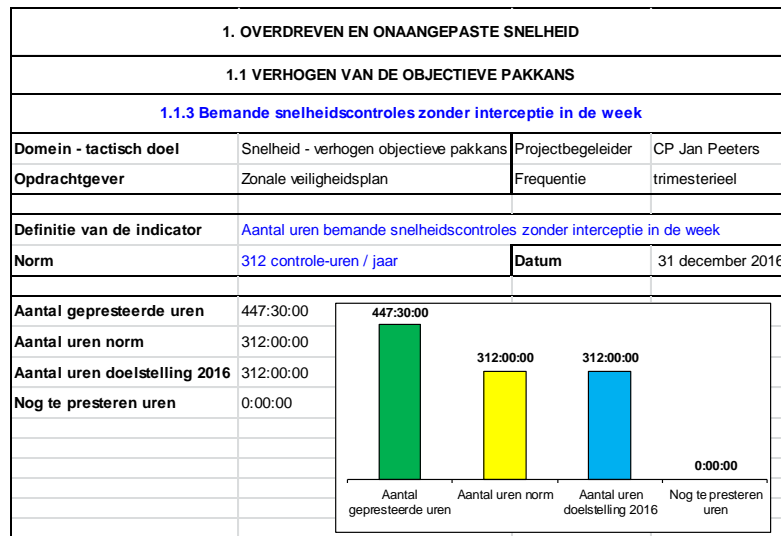 1. OVERDREVEN EN ONAANGEPASTE SNELHEID
1.1 VERHOGEN VAN DE OBJECTIEVE PAKKANS
1.1.3 Bemande snelheidscontroles zonder interceptie in de week
Domein - tactisch doel Snelheid - verhogen objectieve pakkans Projectbegeleider CP Jan Peeters
Opdrachtgever Zonale veiligheidsplan Frequentie trimesterieel
Definitie van de indicator Aantal uren bemande snelheidscontroles zonder interceptie in de week
Norm 312 controle-uren / jaar Datum 31 december 2016
Aantal gepresteerde uren 447:30:00
Aantal uren norm 312:00:00
Aantal uren doelstelling 2016 312:00:00
Nog te presteren uren 0:00:00
447:30:00
312:00:00 312:00:00
0:00:00
Aantal Aantal uren norm Aantal uren Nog te presteren
gepresteerde uren doelstelling 2016 uren